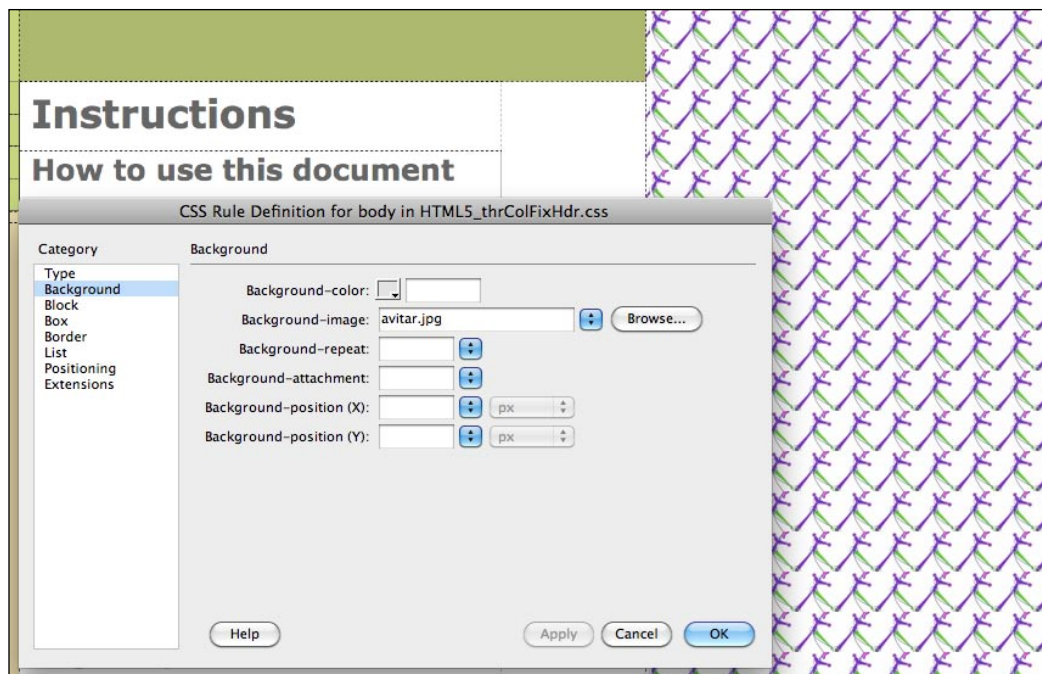 Instructions
How to use this document
CSS Rule Definition for body in HTML5_thrColFixHdr.css
Category
Background
Type
Background
Block
Box
Border
List
Positioning
Extensions
Background-color:
Background-image: avitar.jpg Browse...
Background-repeat:
Background-attachment:
Background-position (X): px
Background-position (Y): px
Help Apply Cancel OK